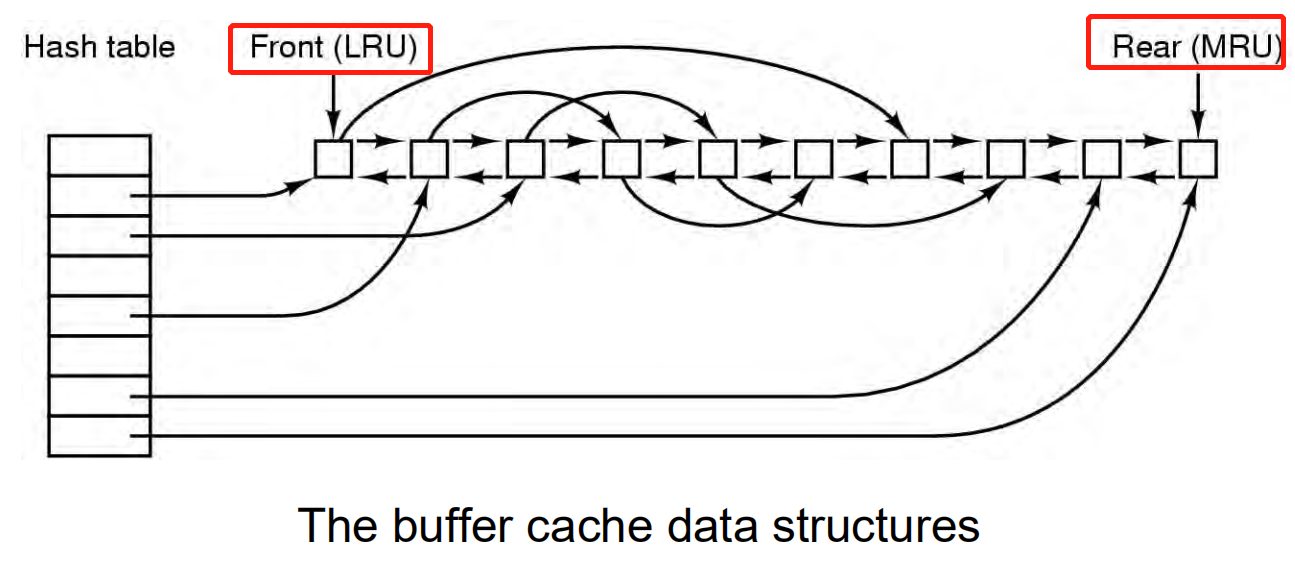 Hash table
Front (LRU)
Rear (MRU)
The buffer cache data structures